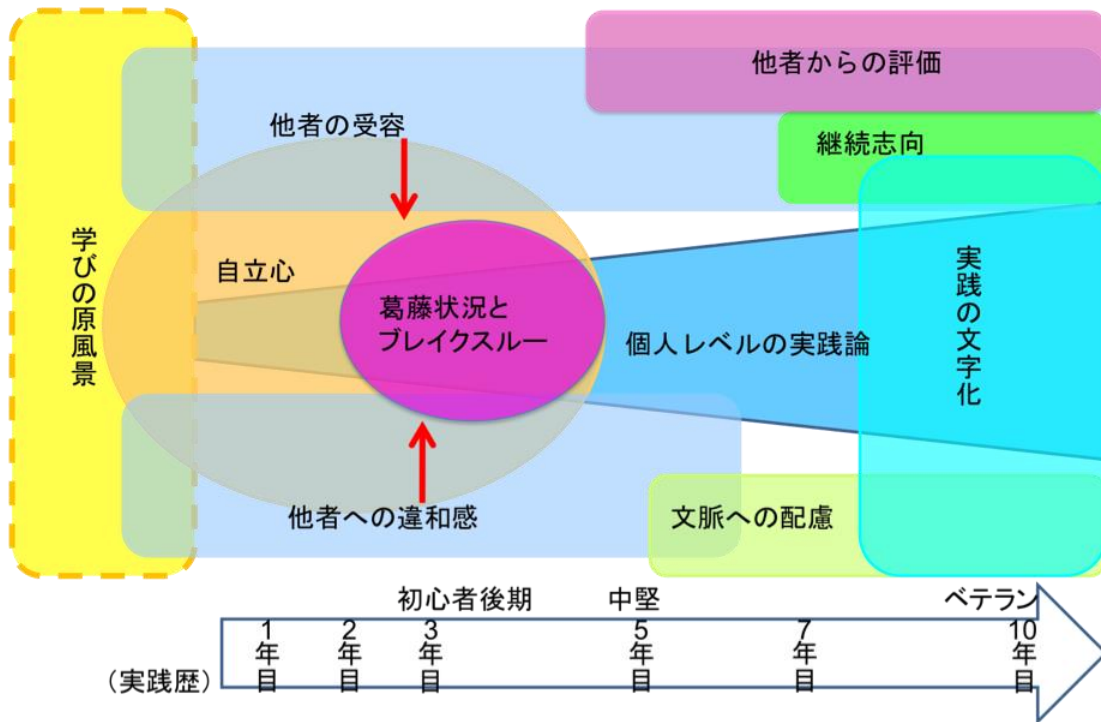 他者からの評価
他者の受容
継続志向
学びの原風景
自立心
葛藤状況と
ブレイクスルー
個人レベルの実践論
実践の文字化
他者への違和感
文脈への配慮
初心者後期
中堅
ベテラン
(実践歴)
1年目
2年目
3年目
5年目
7年目
10年目